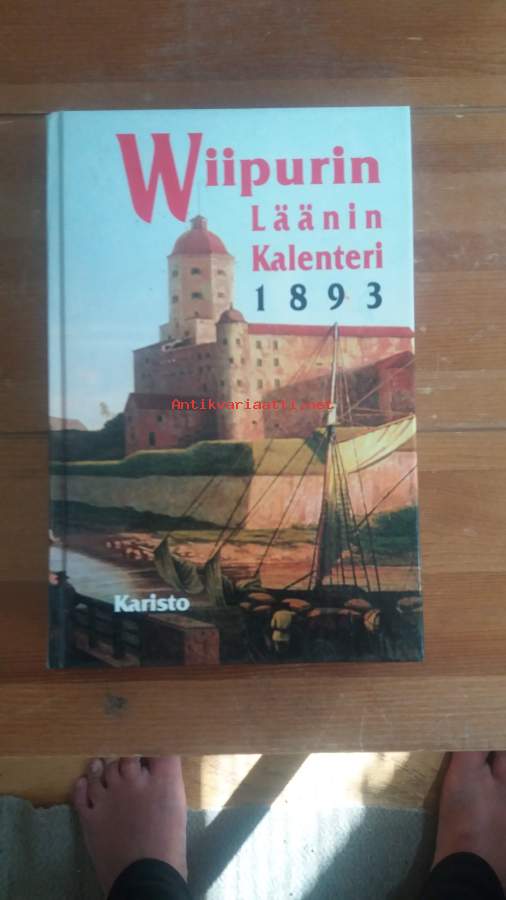 Wiipurin
Läänin
Kalenteri
1893
Antikvariaatti.net
Karisto